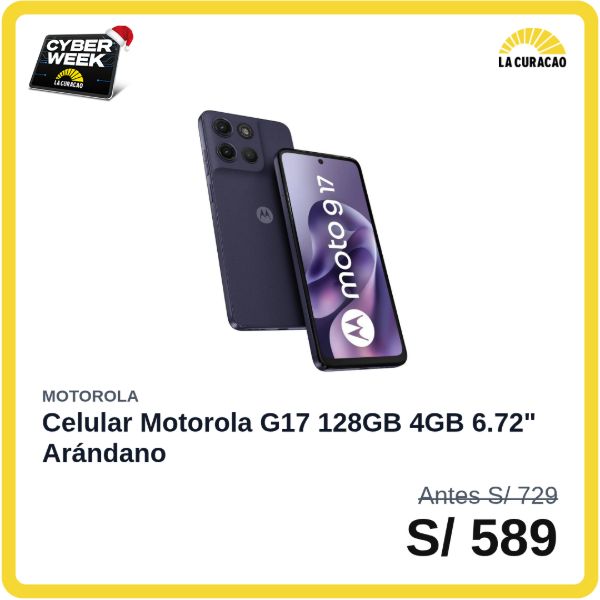 CYBER
WEEK
LA CURACAO
LA CURACAO
moto g17
MOTOROLA
Celular Motorola G17 128GB 4GB 6.72"
Arándano
Antes S/ 729
S/ 589